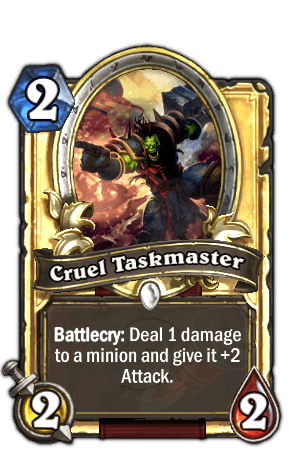 2
Cruel Taskmaster
Battlecry: Deal 1 damage
to a minion and give it +2
Attack.
2
2